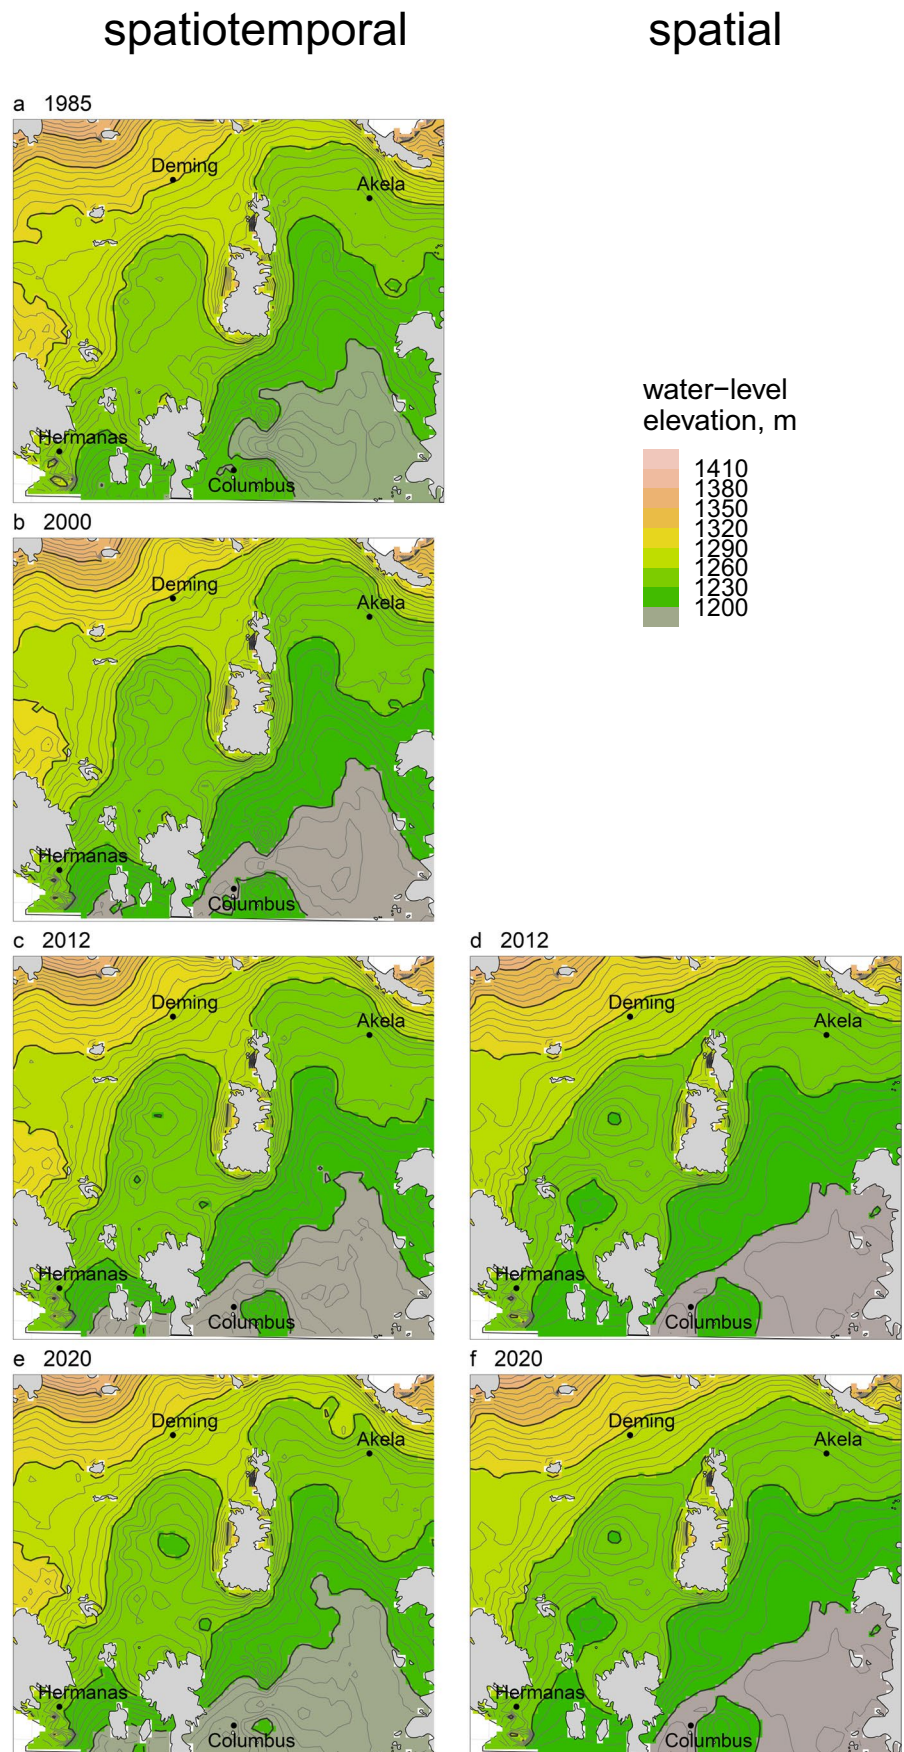 spatiotemporal spatial
a 1985
Deming
Akela
Hermanas
Columbus
water-level
elevation, m
1410
1380
1350
1320
1290
1260
1230
1200
b 2000
Deming
Akela
Hermanas
Columbus
c 2012
Deming
Akela
Hermanas
Columbus
d 2012
Deming
Akela
Hermanas
Columbus
e 2020
Deming
Akela
Hermanas
Columbus
f 2020
Deming
Akela
Hermanas
Columbus